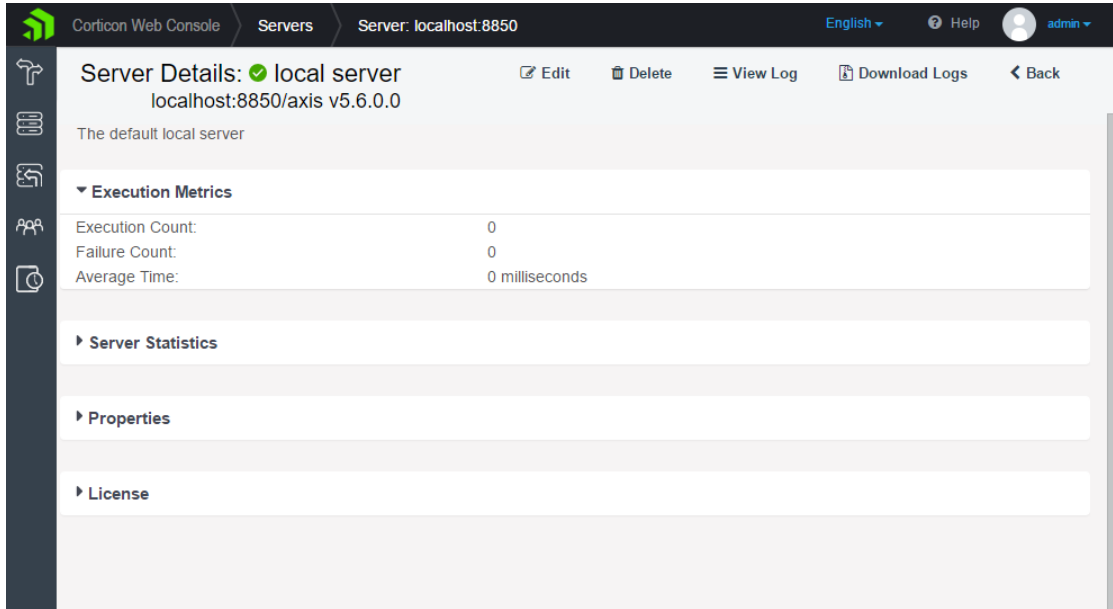 Corticon Web Console Servers Server: localhost:8850 English Help admin
Server Details: local server Edit Delete View Log Download Logs Back
localhost:8850/axis v5.6.0.0
The default local server
Execution Metrics
Execution Count: 0
Failure Count: 0
Average Time: 0 milliseconds
Server Statistics
Properties
License